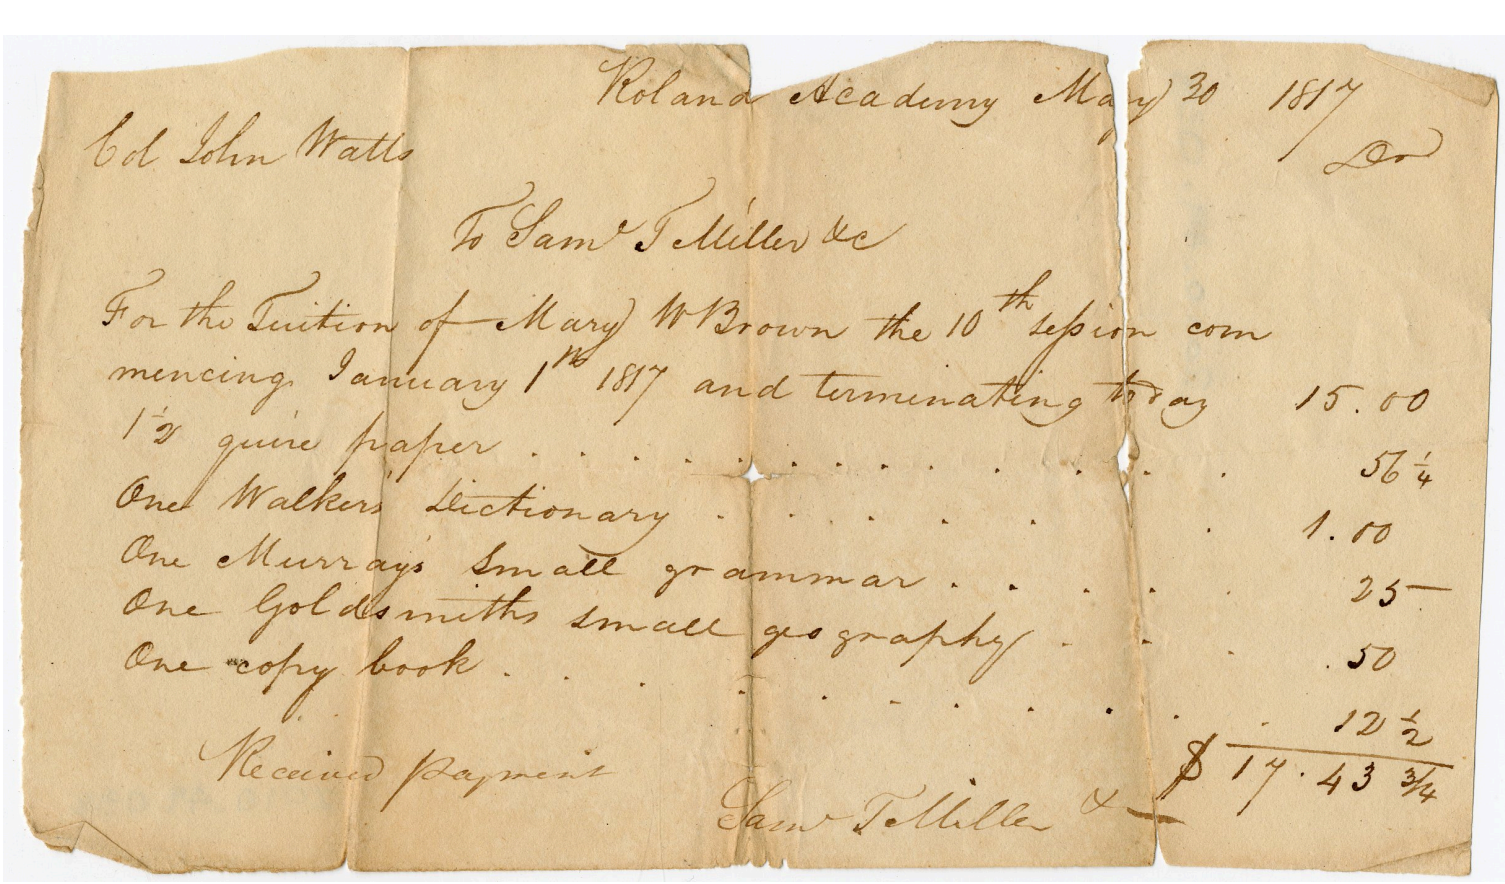 Roland Academy May 30 1817
Col John Watts
Dr
To Saml T Miller &c
For the Tuition of Mary W Brown the 10th session com
mencing January 1st 1817 and terminating today 15.00
1½ quire paper . . . . . . . . . . . . . 56¼
One Walker's Dictionary . . . . . . 1.00
One Murray's small grammar . . . . 25
One Goldsmiths small geography . . . .50
One copy book . . . . . . . . . . 12½
$17.43¾
Received payment
Saml T Miller &